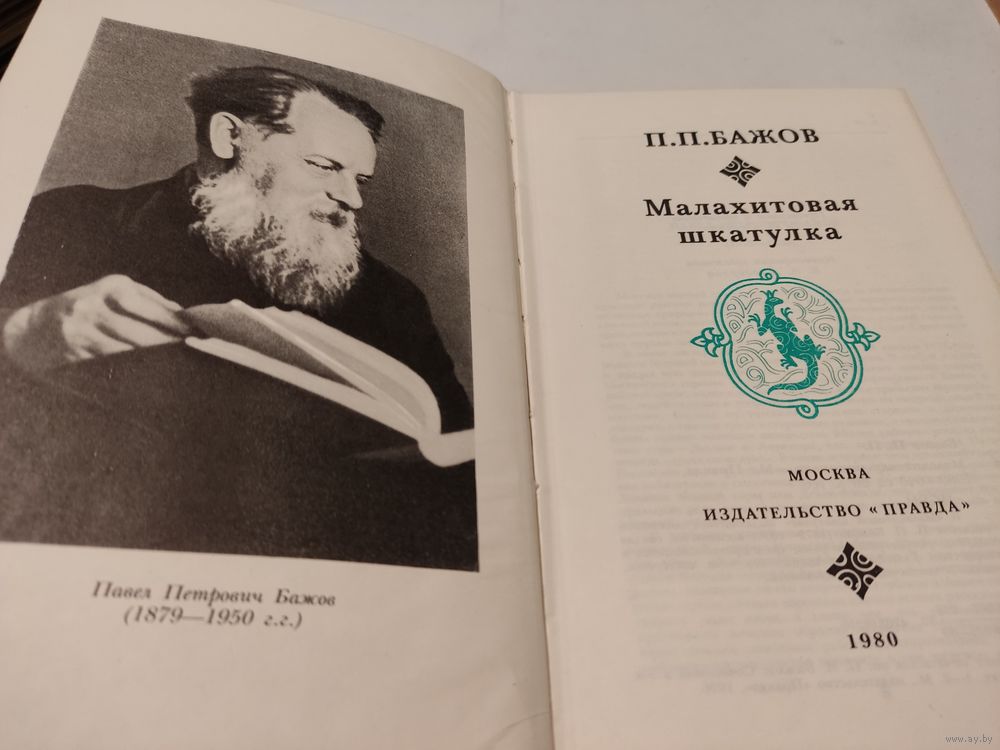 Павел Петрович Бажов
(1879—1950 г.г.)
П.П.БАЖОВ
Малахитовая
шкатулка
МОСКВА
ИЗДАТЕЛЬСТВО «ПРАВДА»
1980
www.ay.by